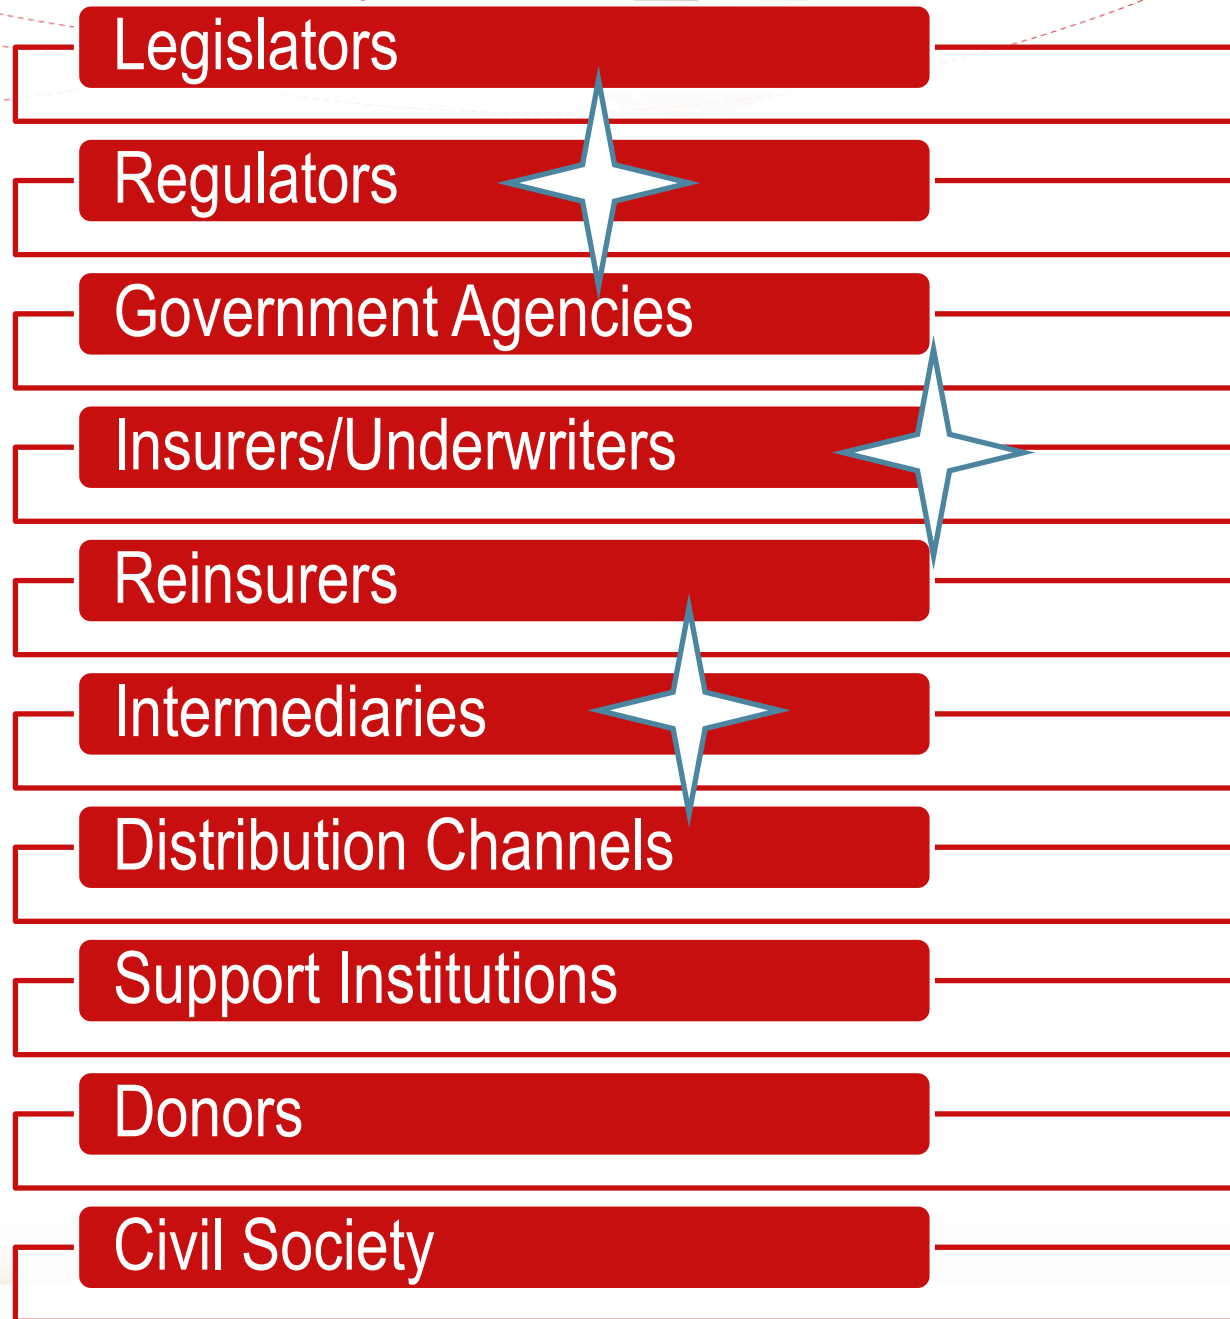 Legislators
Regulators
Government Agencies
Insurers/Underwriters
Reinsurers
Intermediaries
Distribution Channels
Support Institutions
Donors
Civil Society